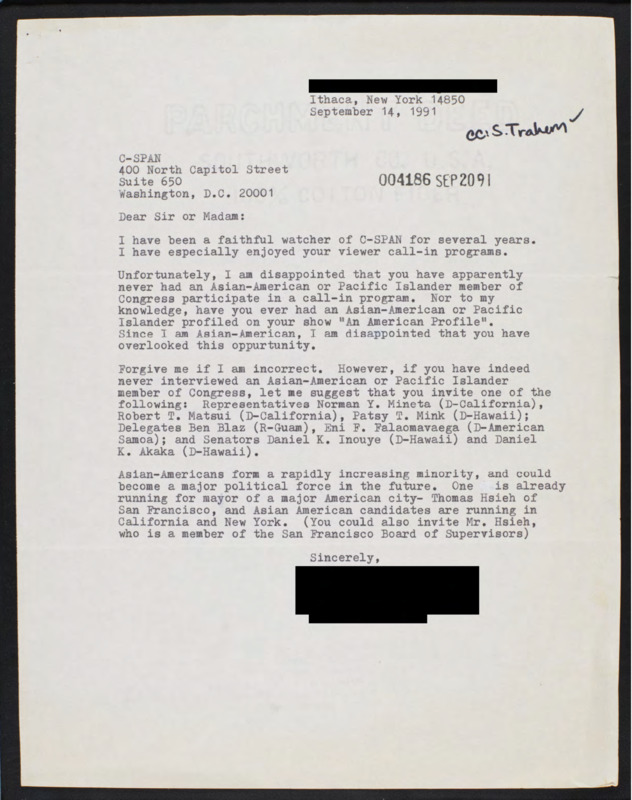 Ithaca, New York 14850
September 14, 1991
cc: S. Trahern
C-SPAN
400 North Capitol Street
Suite 650
Washington, D.C. 20001
004186 SEP 20 91
Dear Sir or Madam:
I have been a faithful watcher of C-SPAN for several years.
I have especially enjoyed your viewer call-in programs.
Unfortunately, I am disappointed that you have apparently
never had an Asian-American or Pacific Islander member of
Congress participate in a call-in program.  Nor to my
knowledge, have you ever had an Asian-American or Pacific
Islander profiled on your show "An American Profile".
Since I am Asian-American, I am disappointed that you have
overlooked this oppurtunity.
Forgive me if I am incorrect.  However, if you have indeed
never interviewed an Asian-American or Pacific Islander
member of Congress, let me suggest that you invite one of the
following:  Representatives Norman Y. Mineta (D-California),
Robert T. Matsui (D-California), Patsy T. Mink (D-Hawaii);
Delegates Ben Blaz (R-Guam), Eni F. Falaomavaega (D-American
Samoa); and Senators Daniel K. Inouye (D-Hawaii) and Daniel
K. Akaka (D-Hawaii).
Asian-Americans form a rapidly increasing minority, and could
become a major political force in the future.  One  is already
running for mayor of a major American city- Thomas Hsieh of
San Francisco, and Asian American candidates are running in
California and New York.  (You could also invite Mr. Hsieh,
who is a member of the San Francisco Board of Supervisors)
Sincerely,